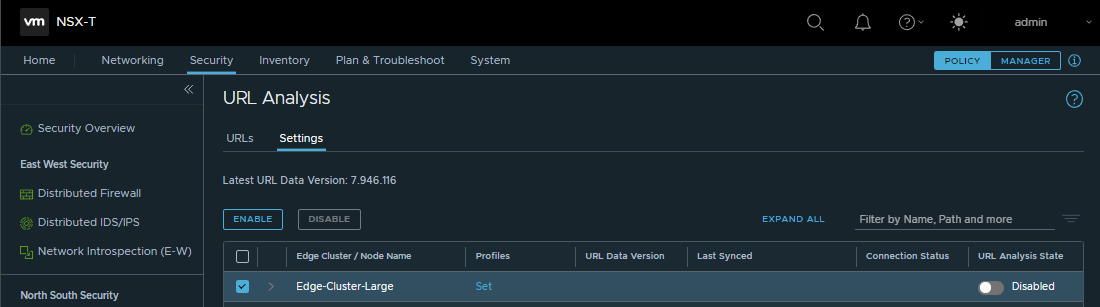 vm NSX-T admin
Home Networking Security Inventory Plan & Troubleshoot System POLICY MANAGER
URL Analysis
URLs Settings
Security Overview
East West Security
Distributed Firewall
Distributed IDS/IPS
Network Introspection (E-W)
North South Security
Latest URL Data Version: 7.946.116
ENABLE DISABLE EXPAND ALL Filter by Name, Path and more
Edge Cluster / Node Name Profiles URL Data Version Last Synced Connection Status URL Analysis State
Edge-Cluster-Large Set Disabled